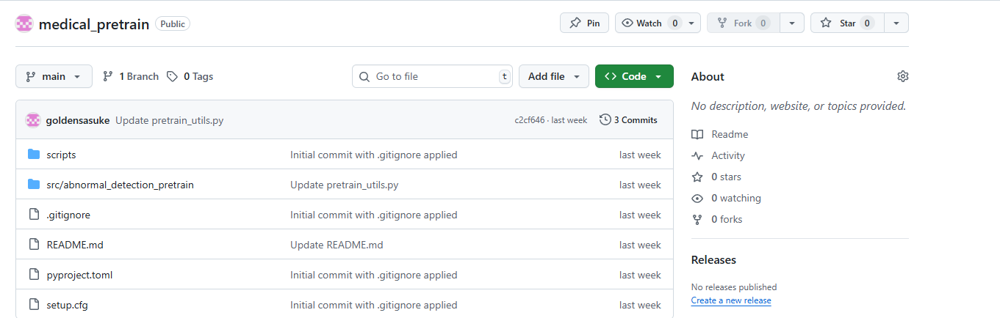 medical_pretrain Public Pin Watch 0 Fork 0 Star 0
main 1 Branch 0 Tags Go to file t Add file Code
goldensasuke Update pretrain_utils.py c2cf646 · last week 3 Commits
scripts Initial commit with .gitignore applied last week
src/abnormal_detection_pretrain Update pretrain_utils.py last week
.gitignore Initial commit with .gitignore applied last week
README.md Update README.md last week
pyproject.toml Initial commit with .gitignore applied last week
setup.cfg Initial commit with .gitignore applied last week
About
No description, website, or topics provided.
Readme
Activity
0 stars
0 watching
0 forks
Releases
No releases published
Create a new release